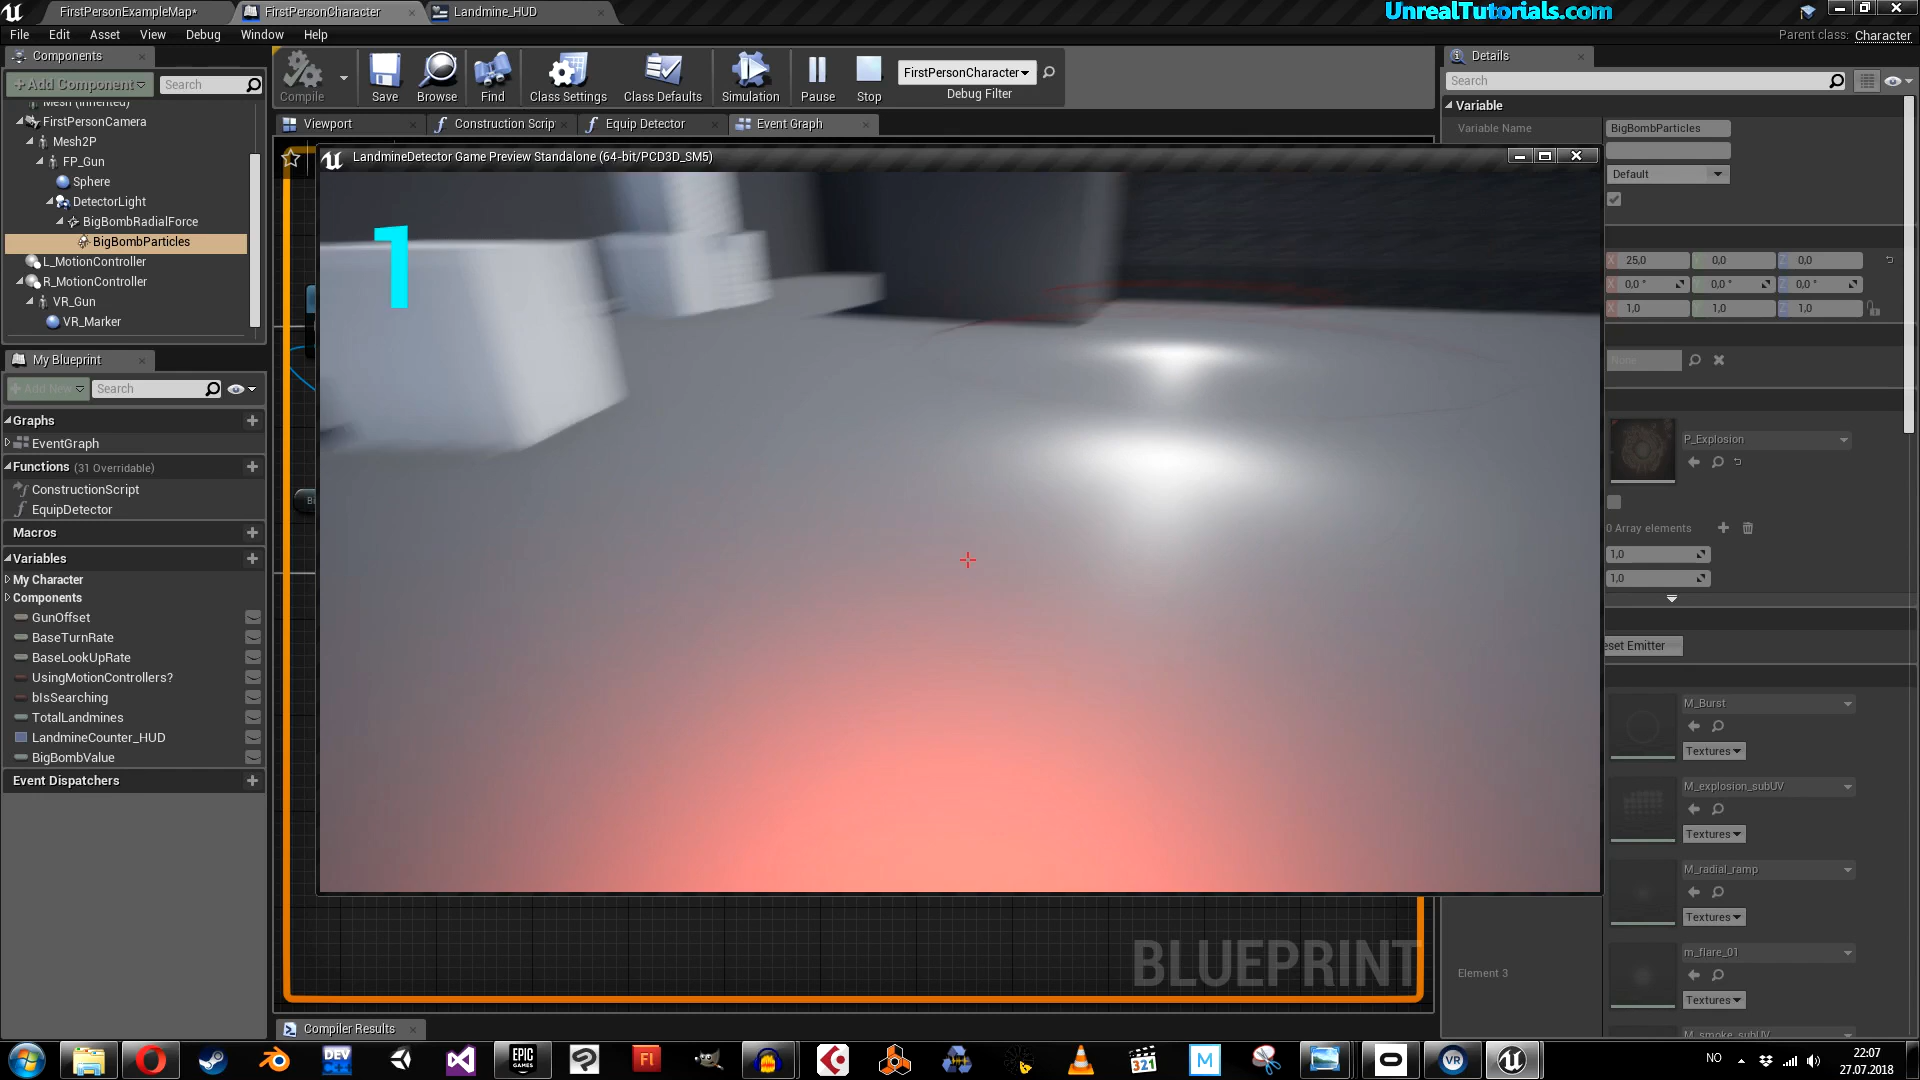 FirstPersonExampleMap*
FirstPersonCharacter
Landmine_HUD
UnrealTutorials.com
File Edit Asset View Debug Window Help
Parent class: Character
Components
Add Component
Search
Mesh (Inherited)
FirstPersonCamera
Mesh2P
FP_Gun
Sphere
DetectorLight
BigBombRadialForce
BigBombParticles
L_MotionController
R_MotionController
VR_Gun
VR_Marker
My Blueprint
Add New
Search
Graphs
EventGraph
Functions (31 Overridable)
ConstructionScript
EquipDetector
Macros
Variables
My Character
Components
GunOffset
BaseTurnRate
BaseLookUpRate
UsingMotionControllers?
bIsSearching
TotalLandmines
LandmineCounter_HUD
BigBombValue
Event Dispatchers
Compile
Save
Browse
Find
Class Settings
Class Defaults
Simulation
Pause
Stop
FirstPersonCharacter
Debug Filter
Viewport
Construction Scrip
Equip Detector
Event Graph
LandmineDetector Game Preview Standalone (64-bit/PCD3D_SM5)
1
BLUEPRINT
Compiler Results
Details
Search
Variable
Variable Name
BigBombParticles
Default
X 25,0 0,0 Z 0,0
X 0,0 ° 0,0 ° Z 0,0 °
X 1,0 1,0 Z 1,0
None
P_Explosion
0 Array elements
1,0
1,0
eset Emitter
M_Burst
Textures
M_explosion_subUV
Textures
M_radial_ramp
Textures
m_flare_01
Element 3
Textures
M_smoke_subUV
DEV
EPIC GAMES
Fl
321
M
VR
NO
22:07
27.07.2018